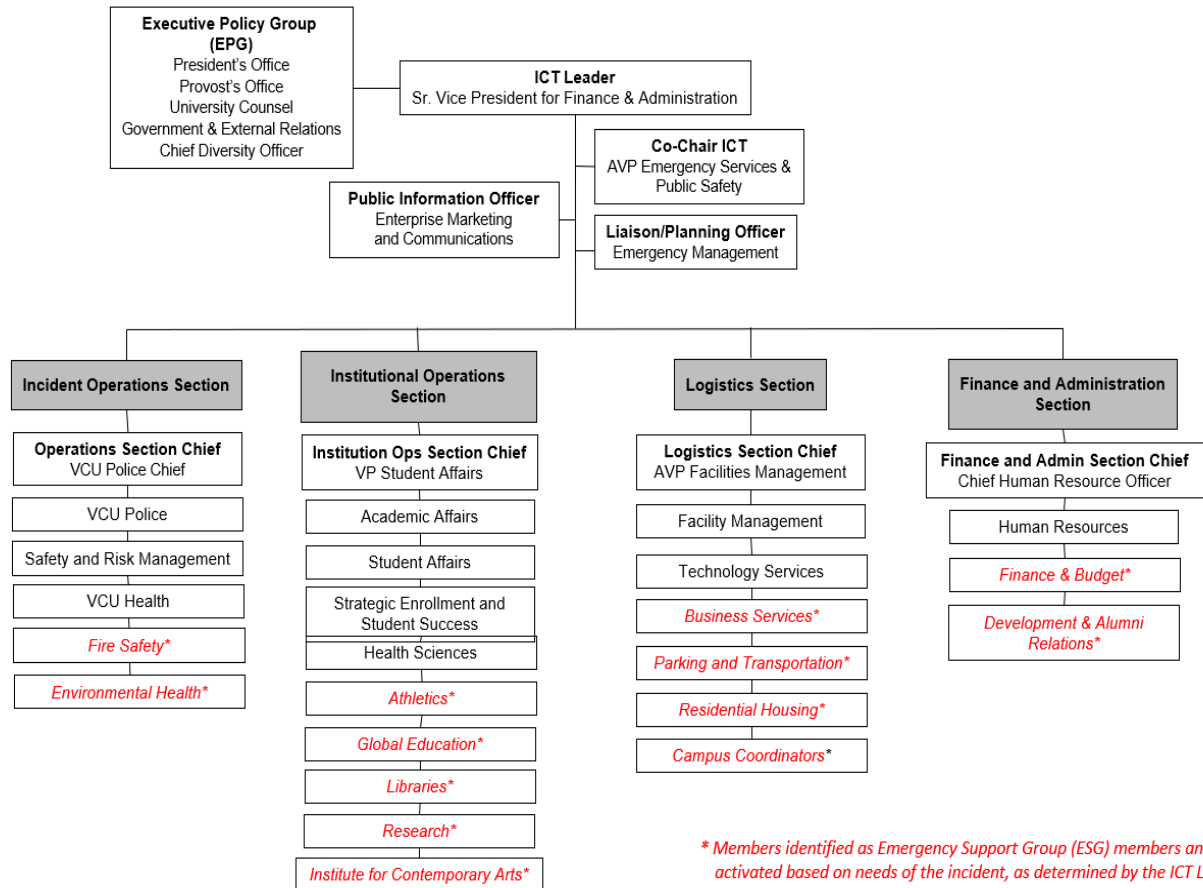 Executive Policy Group
(EPG)
President's Office
Provost's Office
University Counsel
Government & External Relations
Chief Diversity Officer
ICT Leader
Sr. Vice President for Finance & Administration
Co-Chair ICT
AVP Emergency Services &
Public Safety
Public Information Officer
Enterprise Marketing
and Communications
Liaison/Planning Officer
Emergency Management
Incident Operations Section
Operations Section Chief
VCU Police Chief
VCU Police
Safety and Risk Management
VCU Health
Fire Safety*
Environmental Health*
Institutional Operations
Section
Institution Ops Section Chief
VP Student Affairs
Academic Affairs
Student Affairs
Strategic Enrollment and
Student Success
Health Sciences
Athletics*
Global Education*
Libraries*
Research*
Institute for Contemporary Arts*
Logistics Section
Logistics Section Chief
AVP Facilities Management
Facility Management
Technology Services
Business Services*
Parking and Transportation*
Residential Housing*
Campus Coordinators*
Finance and Administration
Section
Finance and Admin Section Chief
Chief Human Resource Officer
Human Resources
Finance & Budget*
Development & Alumni
Relations*
* Members identified as Emergency Support Group (ESG) members an
activated based on needs of the incident, as determined by the ICT L